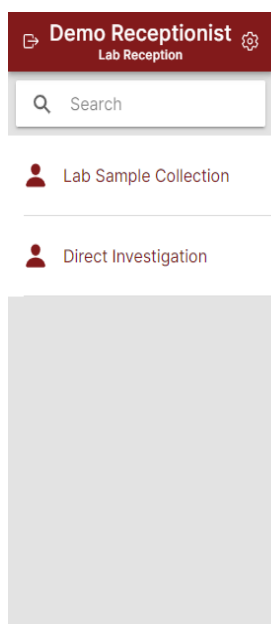 Demo Receptionist
Lab Reception
Search
Lab Sample Collection
Direct Investigation